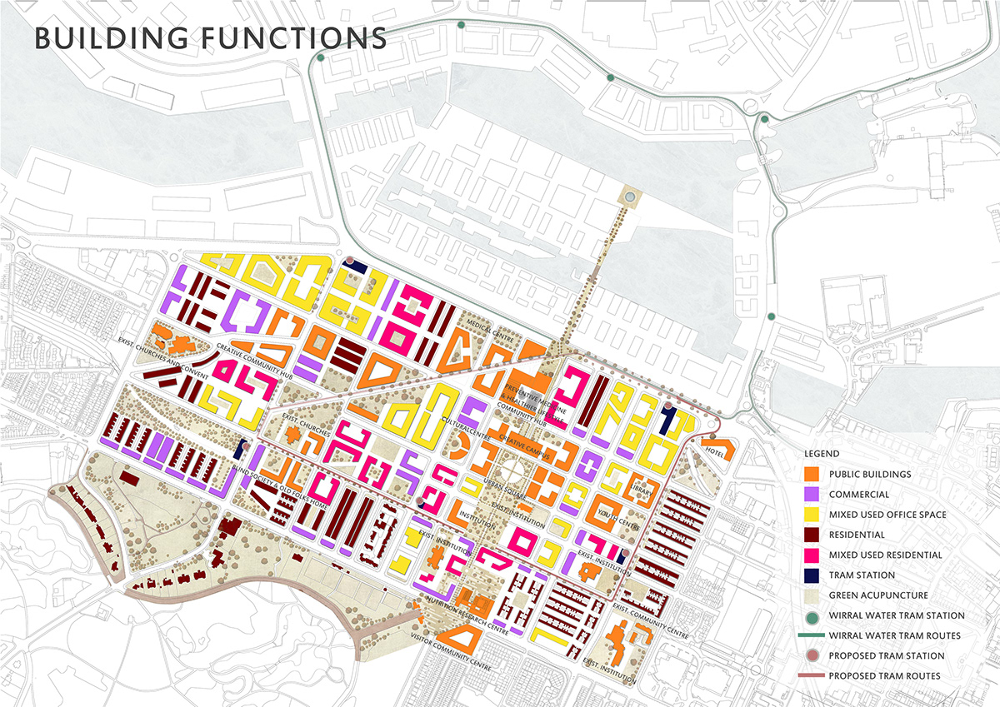 BUILDING FUNCTIONS
MEDICAL CENTRE
EXIST. CHURCHES AND CONVENT
CREATIVE COMMUNITY HUB
PREVENTIVE MEDICINE
& HEALTHIER LIFESTYLE
COMMUNITY HUB
EXIST. CHURCHES
CULTURALCENTRE
CREATIVE CAMPUS
HOTEL
BLIND SOCIETY & OLD FOLKS HOME
URBAN SQUARE
LIBRARY
EXIST. INSTITUTION
INSTITUTION
YOUTH CENTRE
EXIST. INSTITUTION
EXIST. INSTITUTION
NUTRITION RESEARCH CENTRE
EXIST. COMMUNITY CENTRE
VISITOR COMMUNITY CENTRE
EXIST. INSTITUTION
LEGEND
PUBLIC BUILDINGS
COMMERCIAL
MIXED USED OFFICE SPACE
RESIDENTIAL
MIXED USED RESIDENTIAL
TRAM STATION
GREEN ACUPUNCTURE
WIRRAL WATER TRAM STATION
WIRRAL WATER TRAM ROUTES
PROPOSED TRAM STATION
PROPOSED TRAM ROUTES